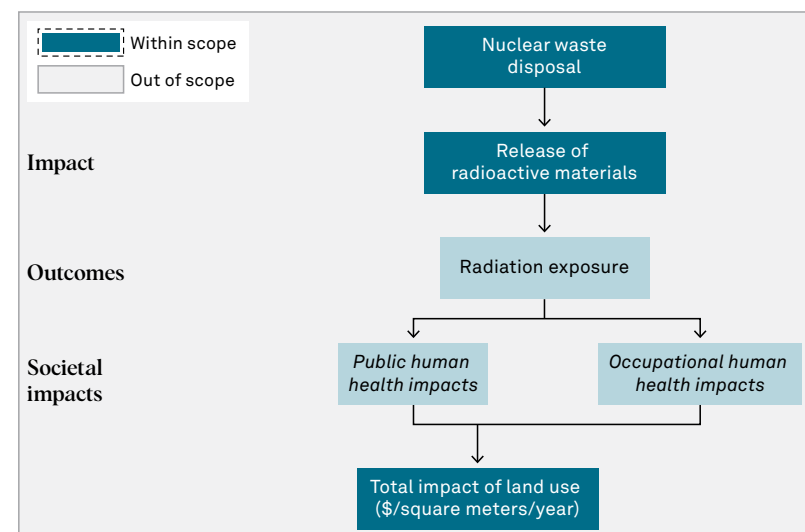 Within scope
Out of scope
Nuclear waste
disposal
Impact
Release of
radioactive materials
Outcomes
Radiation exposure
Societal
impacts
Public human
health impacts
Occupational human
health impacts
Total impact of land use
($/square meters/year)